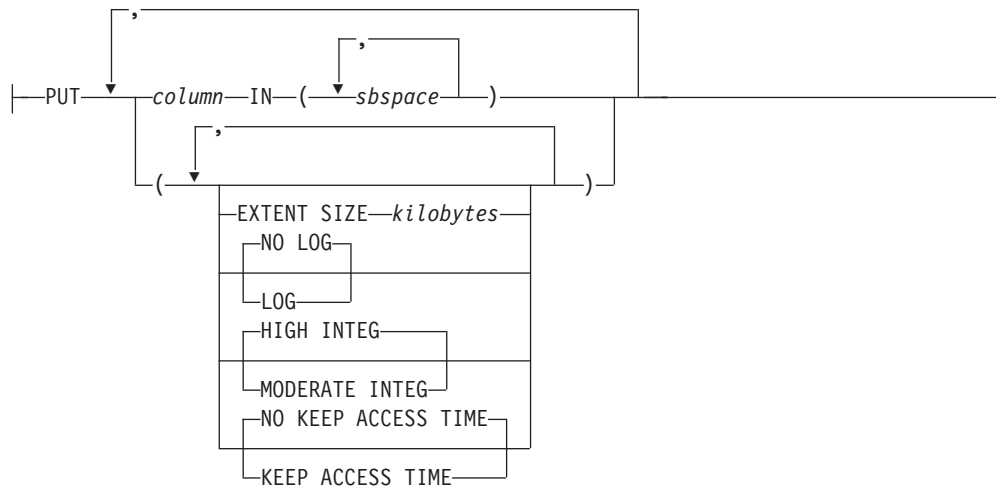 ,
,
PUT column IN ( sbspace )
,
( )
EXTENT SIZE kilobytes
NO LOG
LOG
HIGH INTEG
MODERATE INTEG
NO KEEP ACCESS TIME
KEEP ACCESS TIME